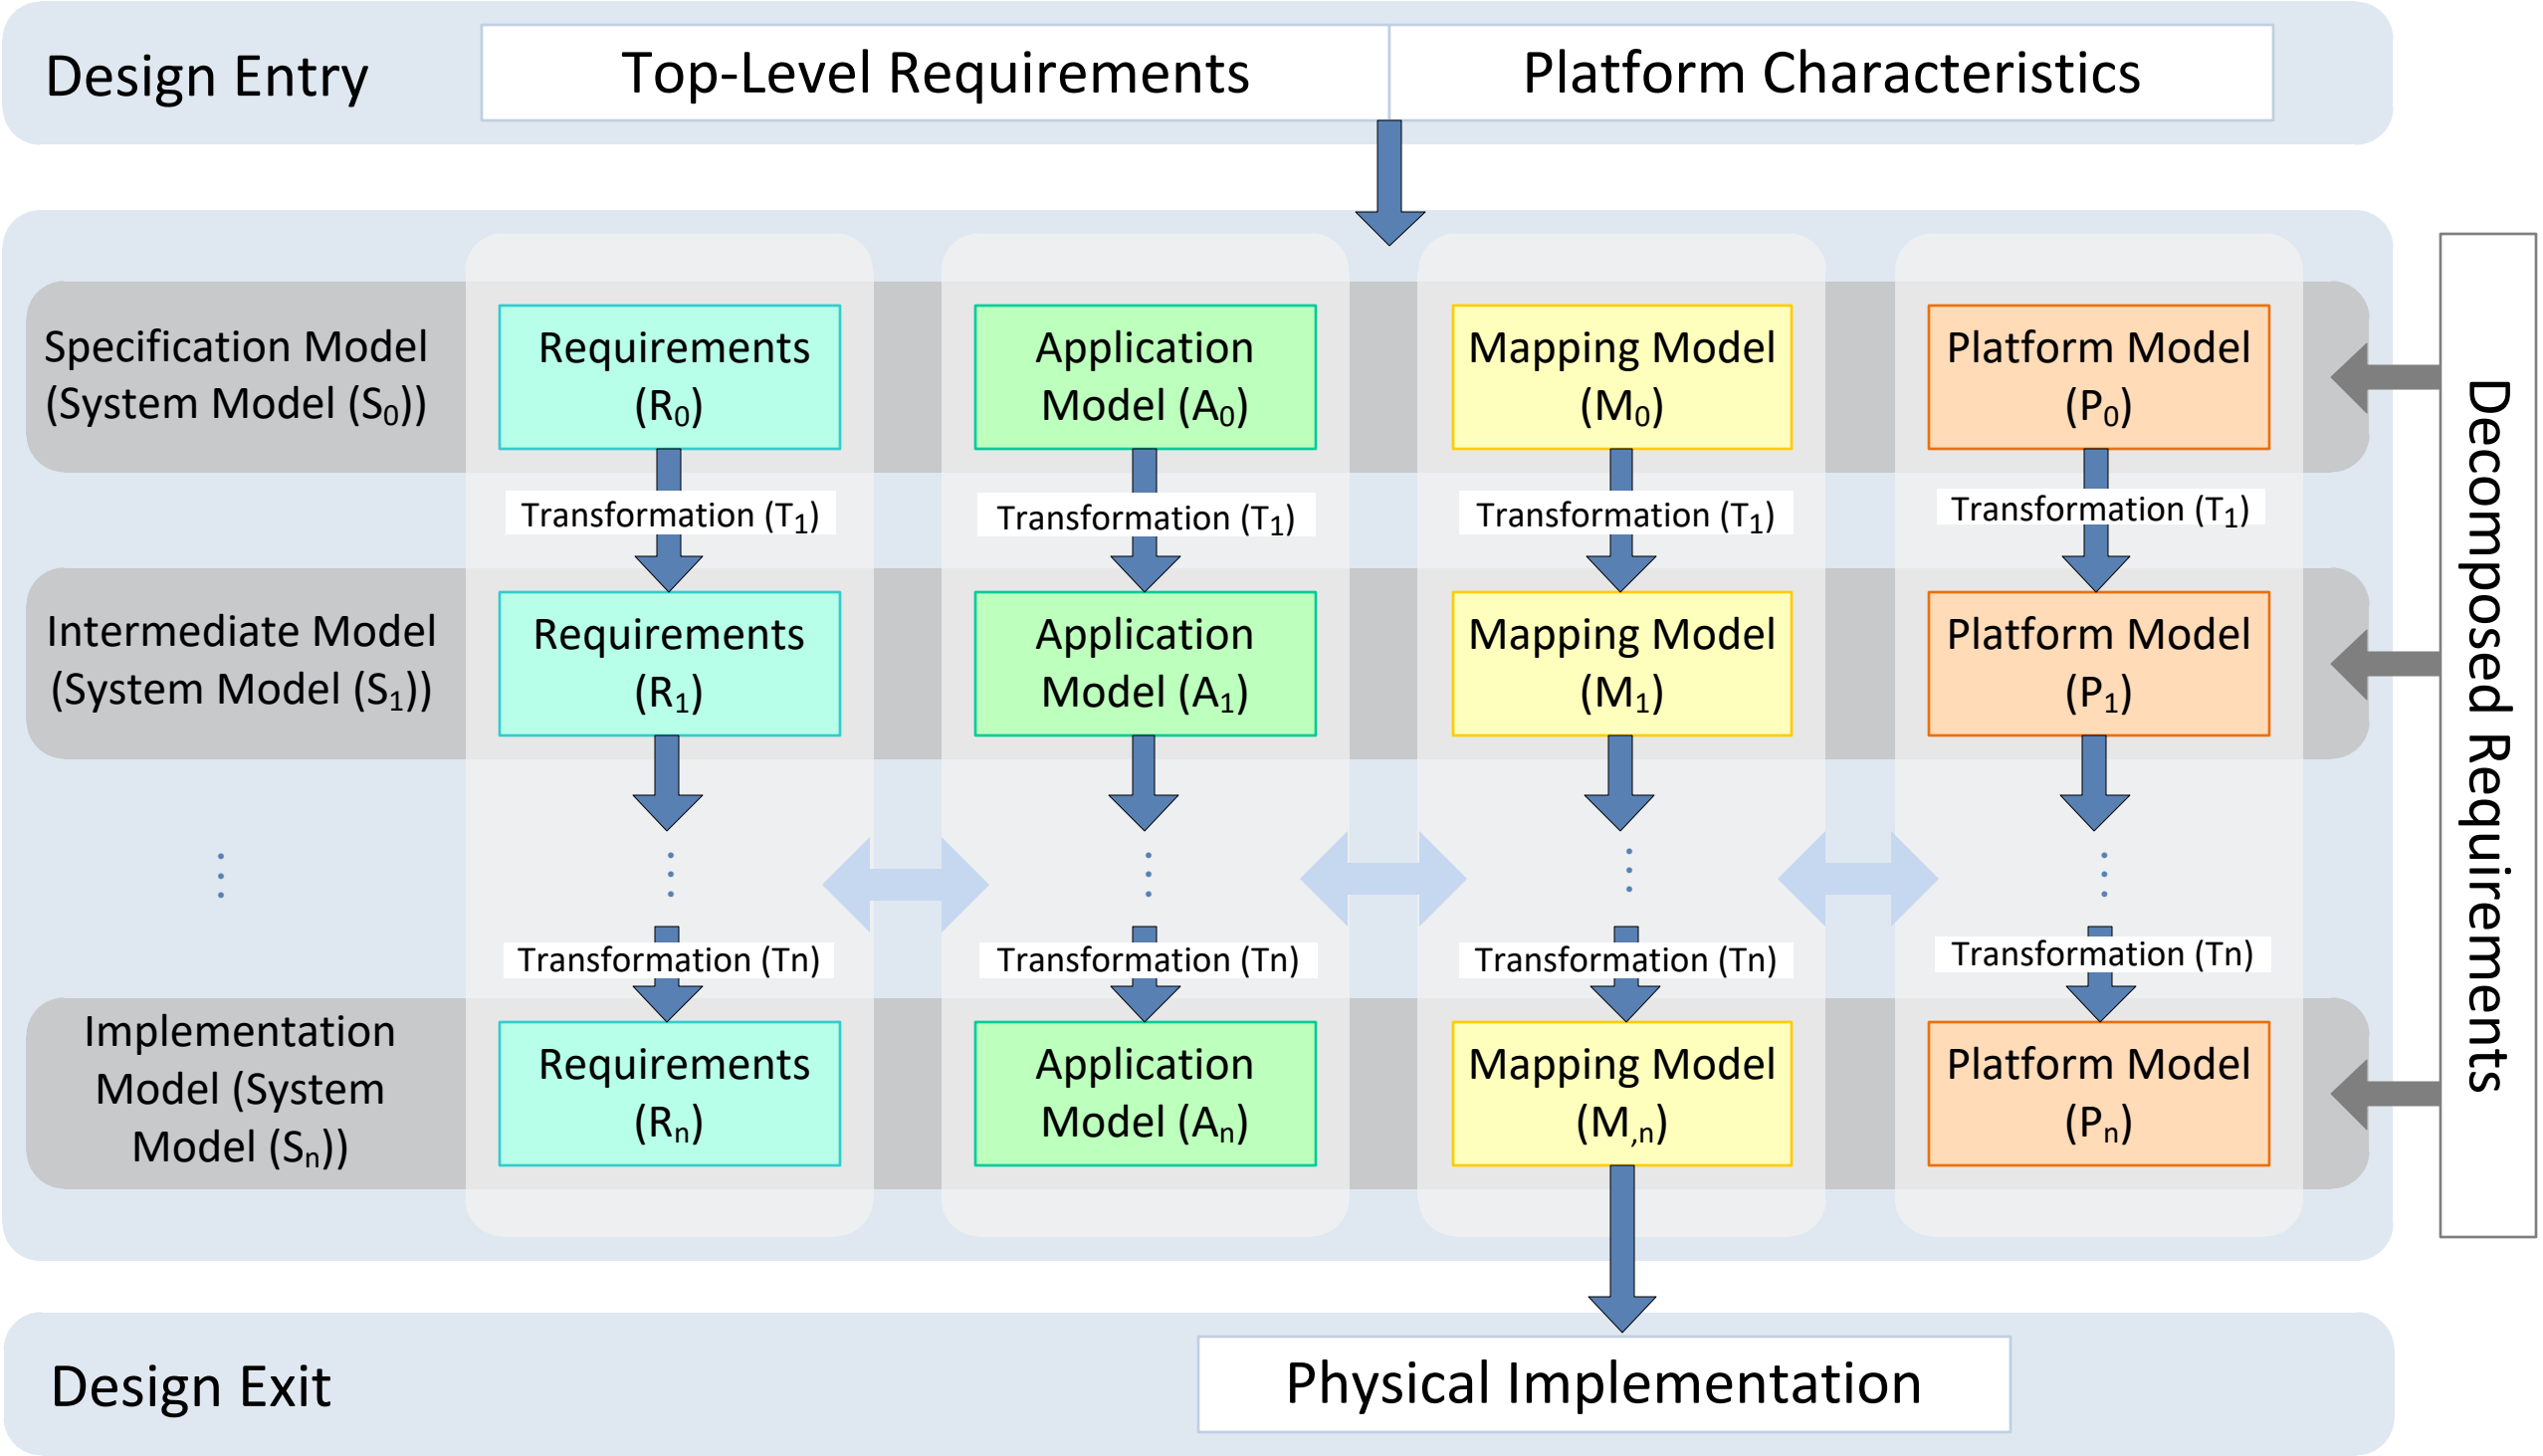 Design Entry
Top-Level Requirements
Platform Characteristics
Specification Model
(System Model (S₀))
Requirements
(R₀)
Application
Model (A₀)
Mapping Model
(M₀)
Platform Model
(P₀)
Transformation (T₁)
Transformation (T₁)
Transformation (T₁)
Transformation (T₁)
Intermediate Model
(System Model (S₁))
Requirements
(R₁)
Application
Model (A₁)
Mapping Model
(M₁)
Platform Model
(P₁)
Transformation (Tn)
Transformation (Tn)
Transformation (Tn)
Transformation (Tn)
Implementation
Model (System
Model (Sₙ))
Requirements
(Rₙ)
Application
Model (Aₙ)
Mapping Model
(M,ₙ)
Platform Model
(Pₙ)
Decomposed Requirements
Design Exit
Physical Implementation